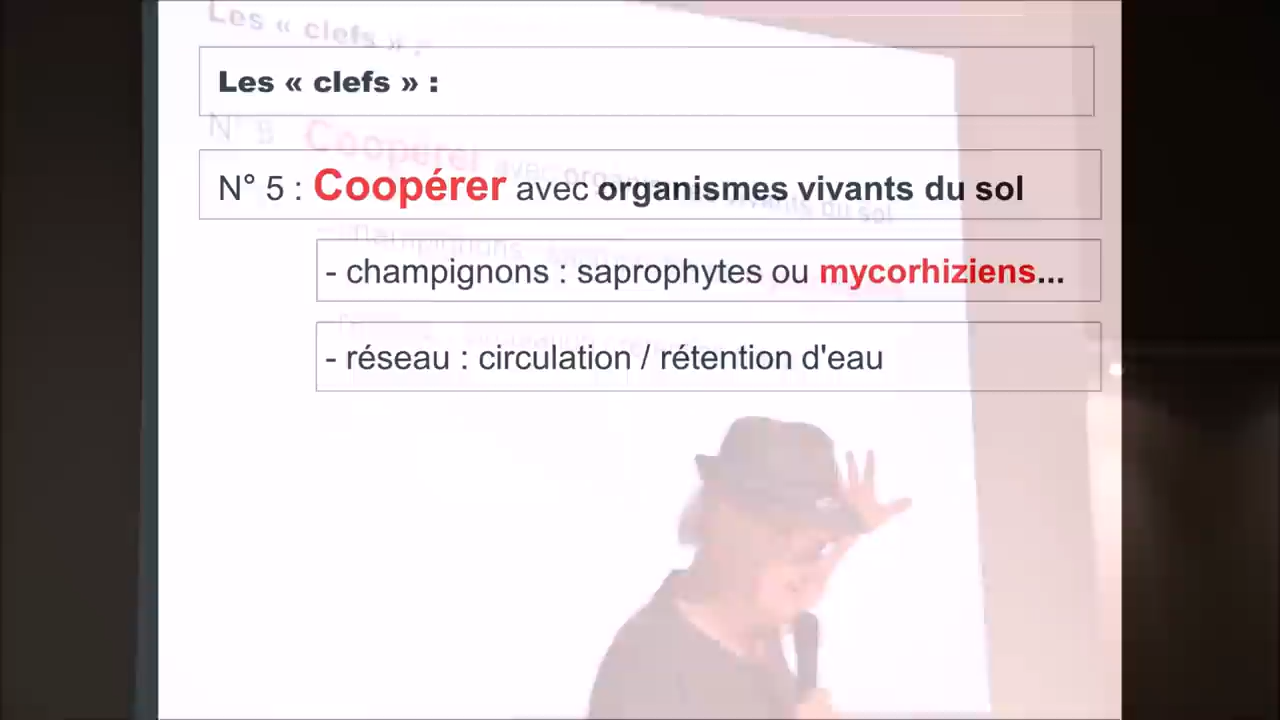 Les « clefs » :
N° 5 : Coopérer avec organismes vivants du sol
- champignons : saprophytes ou mycorhiziens...
- réseau : circulation / rétention d'eau